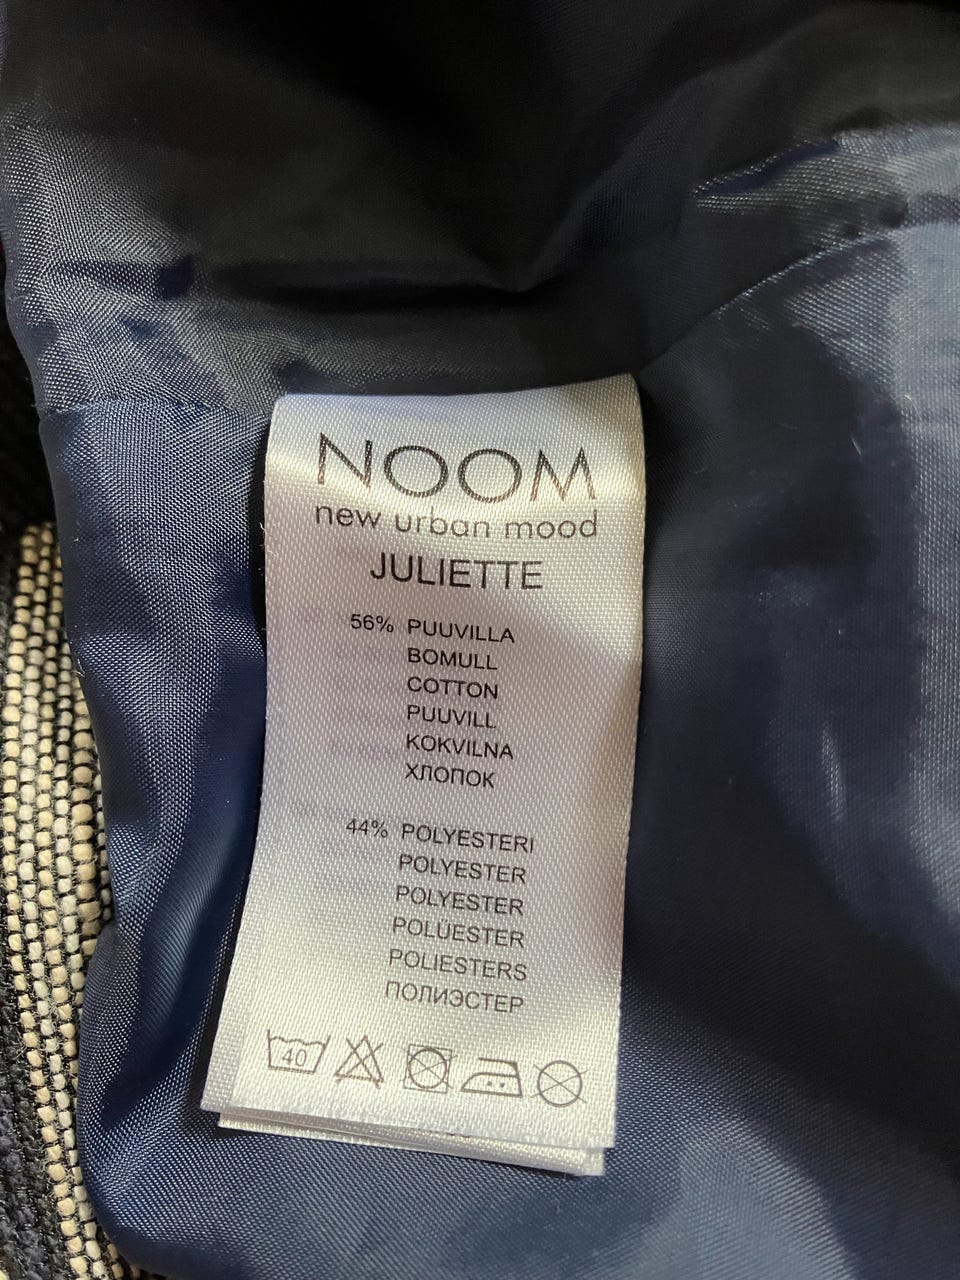 NOOM
new urban mood
JULIETTE
56% PUUVILLA
BOMULL
COTTON
PUUVILL
KOKVILNA
ХЛОПОК
44% POLYESTERI
POLYESTER
POLYESTER
POLÜESTER
POLIESTERS
ПОЛИЭСТЕР
40